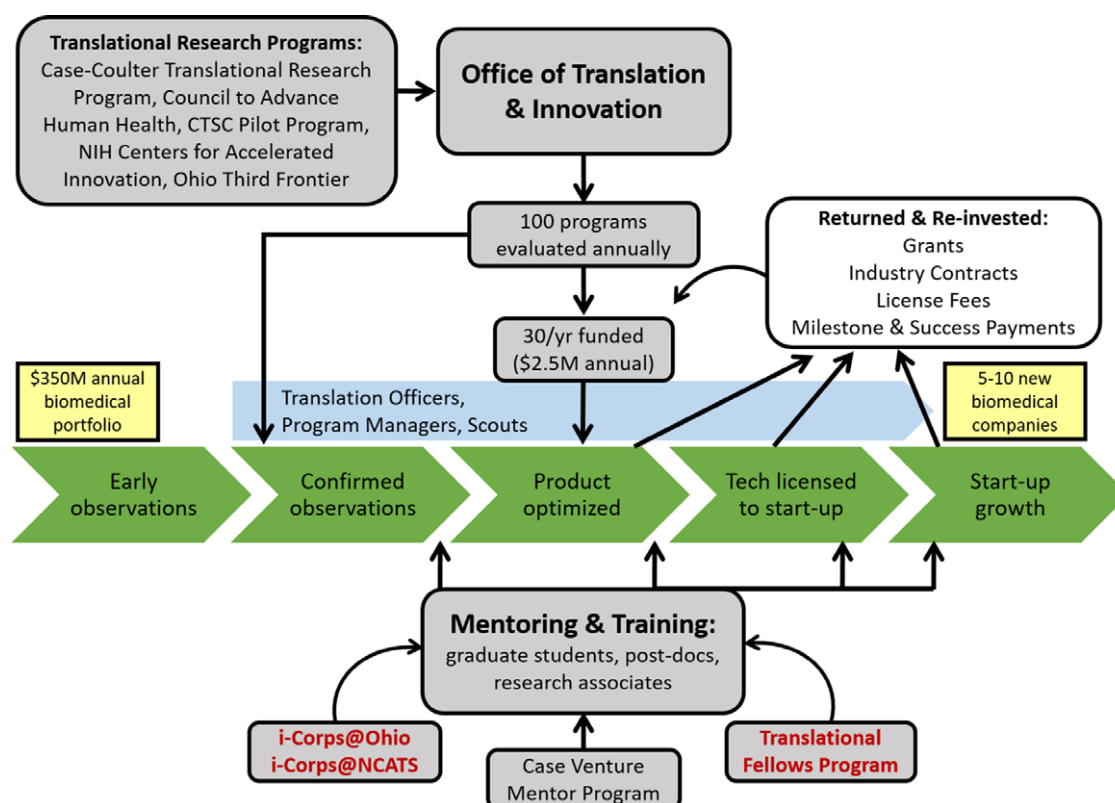 Translational Research Programs:
Case-Coulter Translational Research
Program, Council to Advance
Human Health, CTSC Pilot Program,
NIH Centers for Accelerated
Innovation, Ohio Third Frontier
Office of Translation
& Innovation
100 programs
evaluated annually
Returned & Re-invested:
Grants
Industry Contracts
License Fees
Milestone & Success Payments
30/yr funded
($2.5M annual)
$350M annual
biomedical
portfolio
Translation Officers,
Program Managers, Scouts
5-10 new
biomedical
companies
Early
observations
Confirmed
observations
Product
optimized
Tech licensed
to start-up
Start-up
growth
Mentoring & Training:
graduate students, post-docs,
research associates
i-Corps@Ohio
i-Corps@NCATS
Case Venture
Mentor Program
Translational
Fellows Program